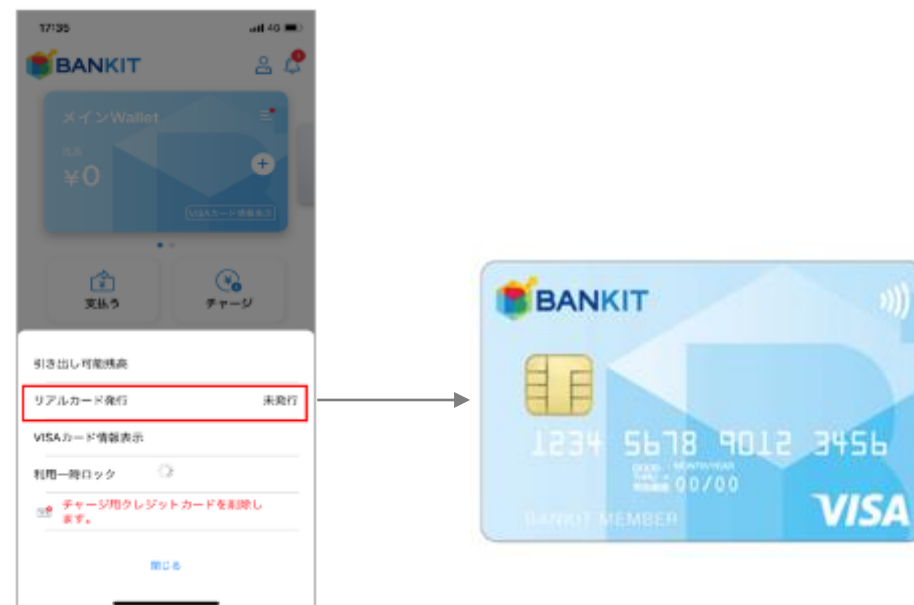 17:35
4G
BANKIT
メインWallet
残高
¥0
VISAカード情報表示
支払う
チャージ
引き出し可能残高
リアルカード発行 未発行
VISAカード情報表示
利用一時ロック
チャージ用クレジットカードを削除し
ます。
閉じる
BANKIT
1234 5678 9012 3456
GOOD THRU MONTH/YEAR
00/00
BANKIT MEMBER
VISA